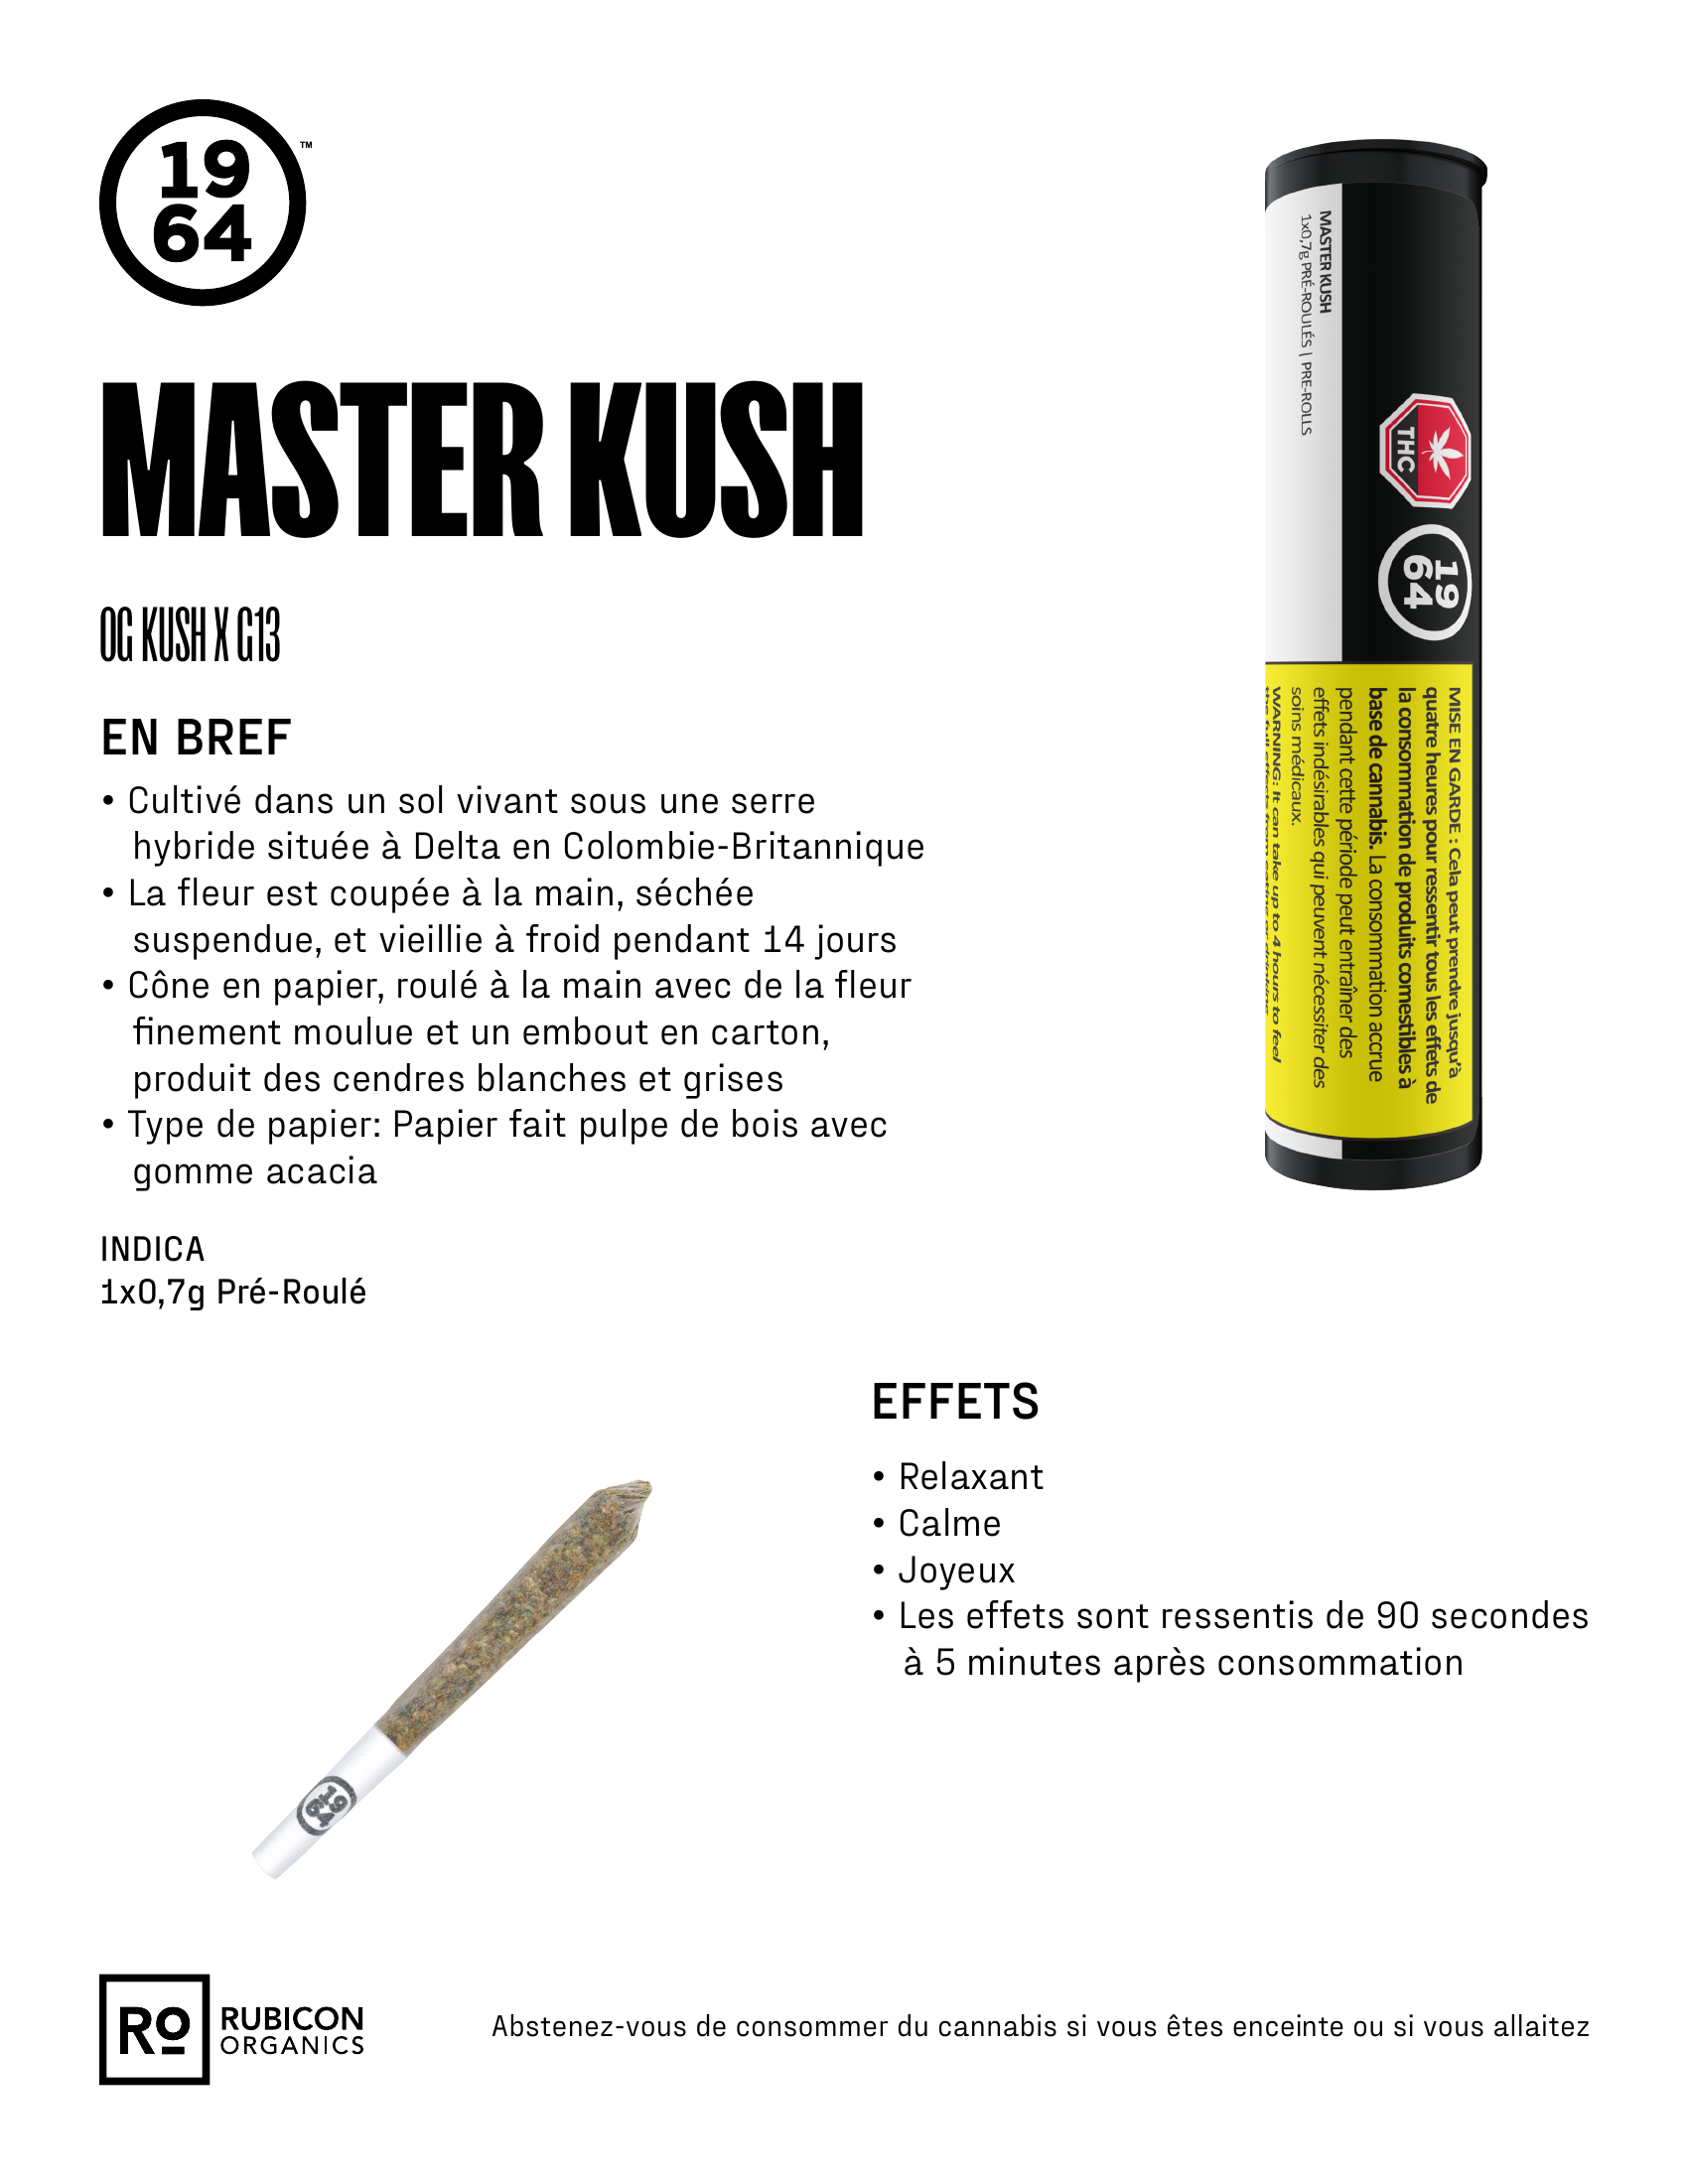 19
64
™
MASTER KUSH
OG KUSH X G13
EN BREF
• Cultivé dans un sol vivant sous une serre
hybride située à Delta en Colombie-Britannique
• La fleur est coupée à la main, séchée
suspendue, et vieillie à froid pendant 14 jours
• Cône en papier, roulé à la main avec de la fleur
finement moulue et un embout en carton,
produit des cendres blanches et grises
• Type de papier: Papier fait pulpe de bois avec
gomme acacia
INDICA
1x0,7g Pré-Roulé
MASTER KUSH
1x0,7g PRÉ-ROULÉS | PRE-ROLLS
THC
19
64
MISE EN GARDE : Cela peut prendre jusqu'à
quatre heures pour ressentir tous les effets de
la consommation de produits comestibles à
base de cannabis. La consommation accrue
pendant cette période peut entraîner des
effets indésirables qui peuvent nécessiter des
soins médicaux.
WARNING: It can take up to 4 hours to feel
EFFETS
• Relaxant
• Calme
• Joyeux
• Les effets sont ressentis de 90 secondes
à 5 minutes après consommation
19
64
Ro
RUBICON
ORGANICS
Abstenez-vous de consommer du cannabis si vous êtes enceinte ou si vous allaitez